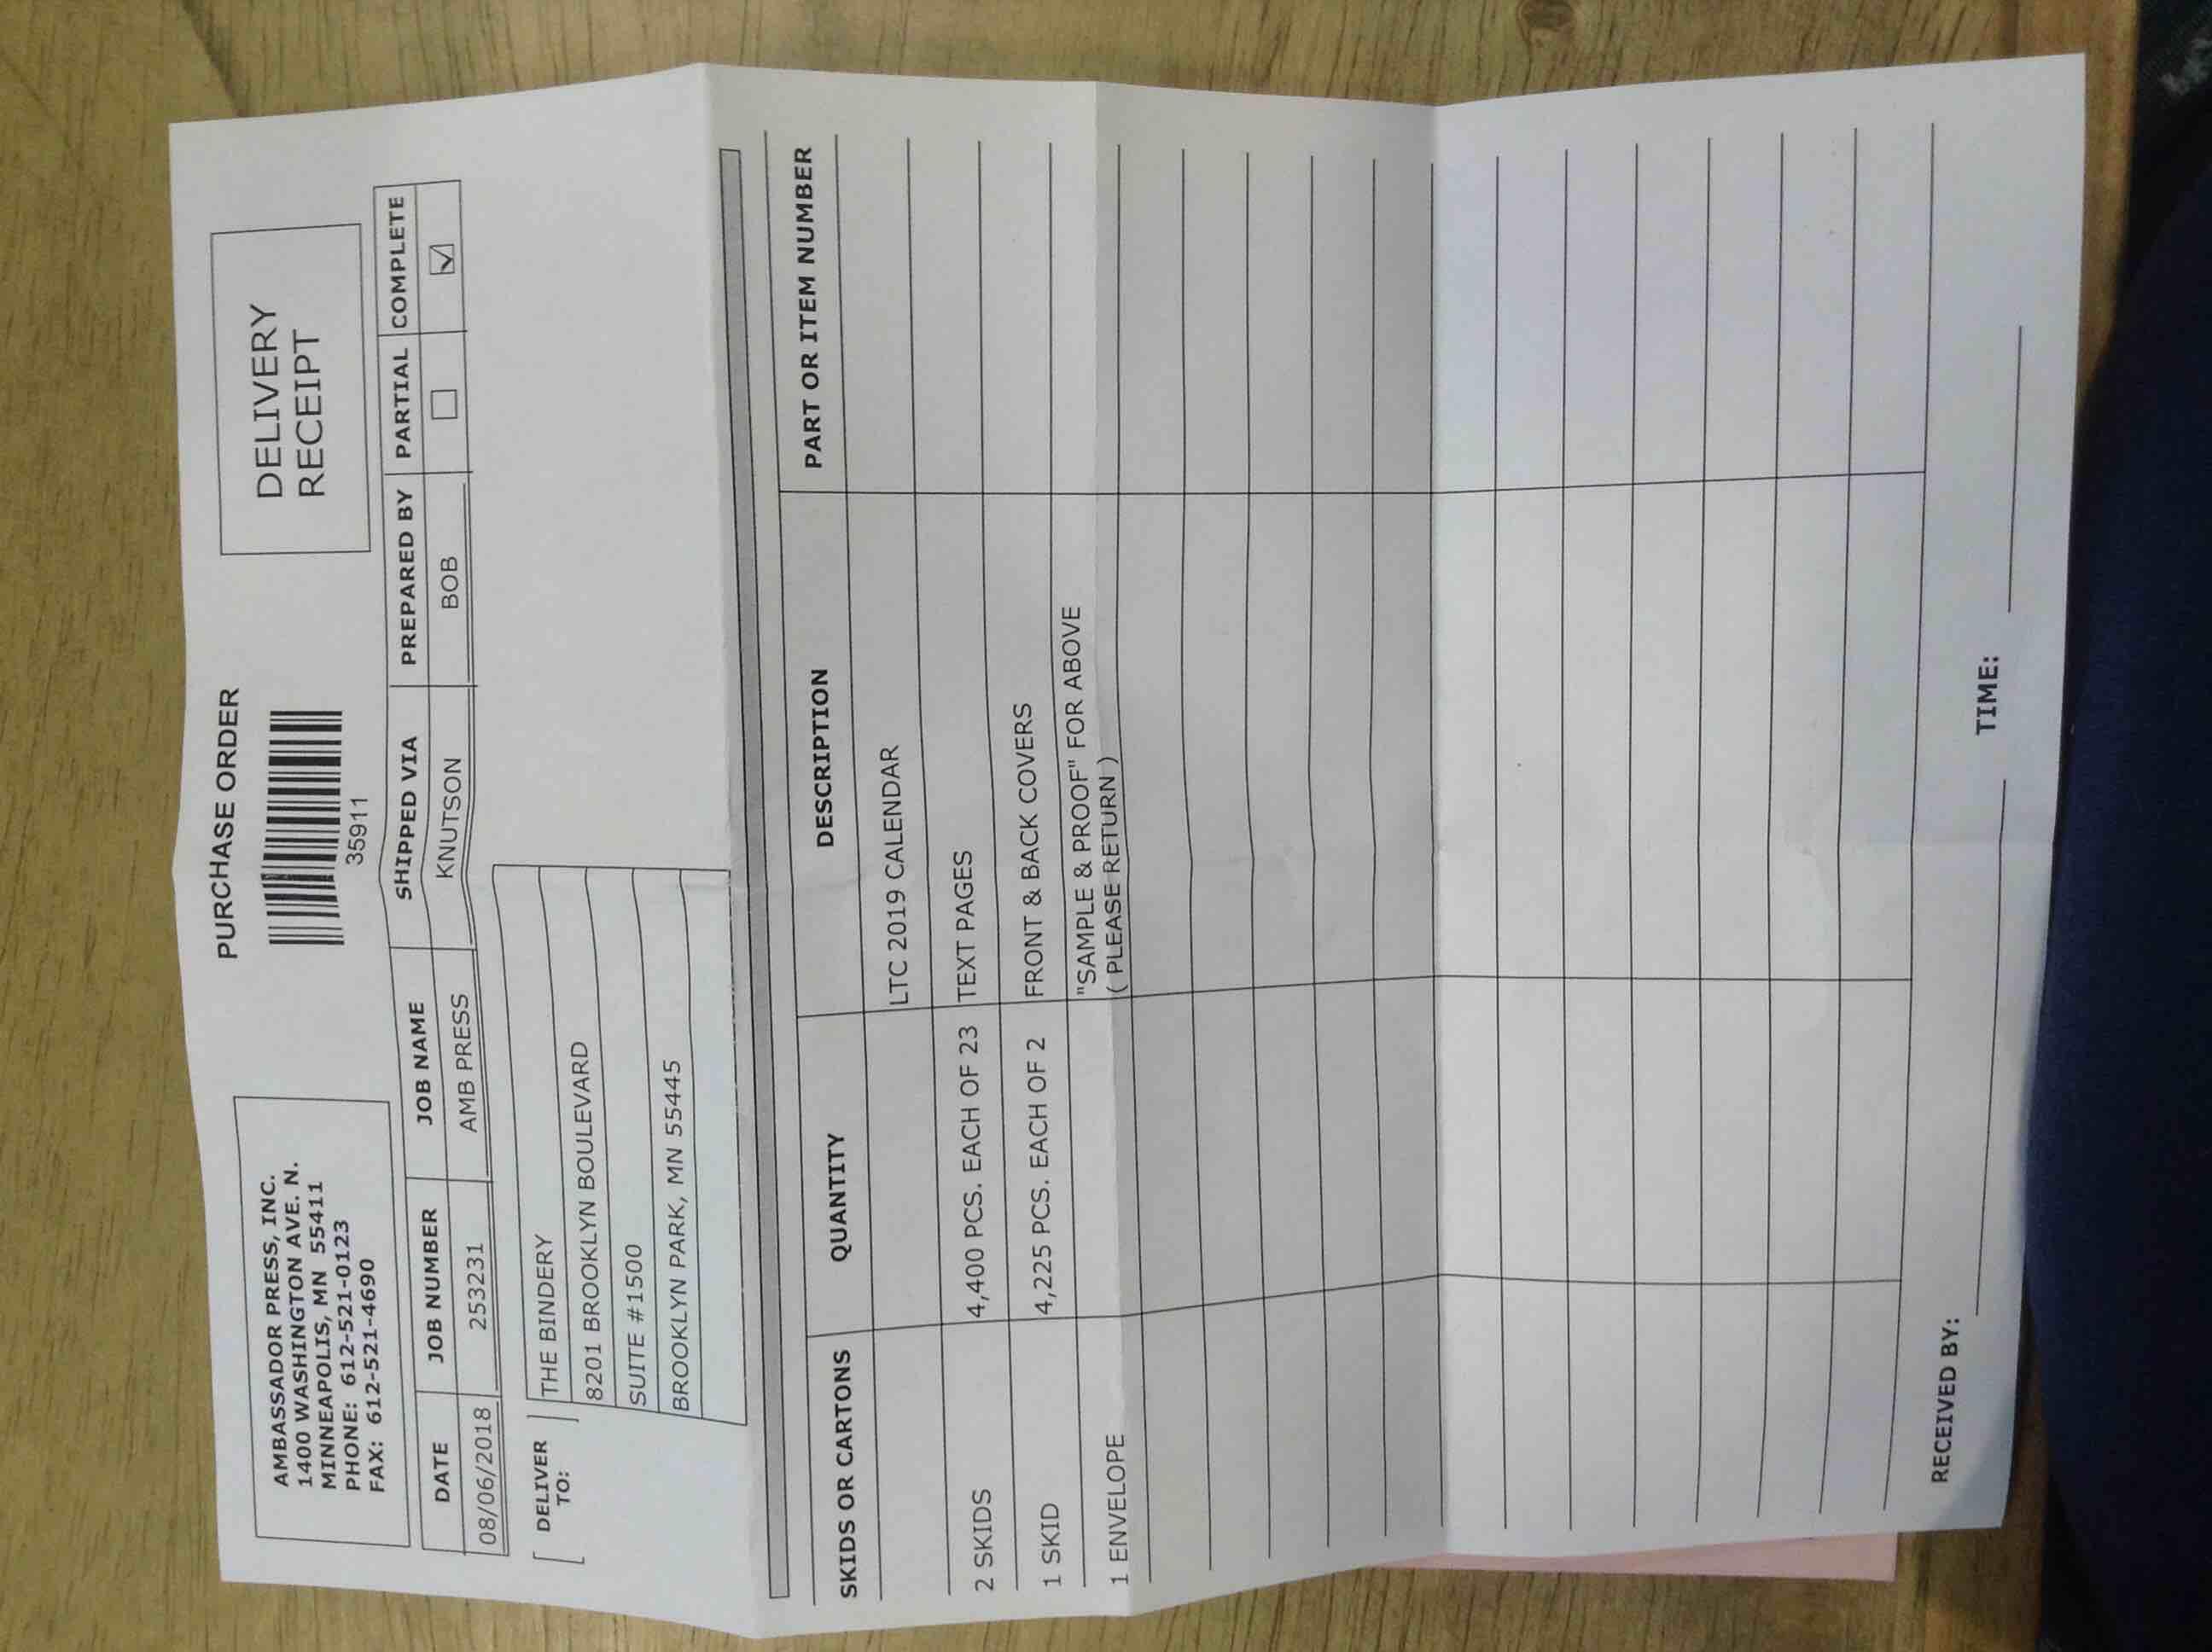 AMBASSADOR PRESS, INC.
1400 WASHINGTON AVE. N.
MINNEAPOLIS, MN 55411
PHONE: 612-521-0123
FAX: 612-521-4690
PURCHASE ORDER
35911
DELIVERY
RECEIPT
DATE JOB NUMBER JOB NAME SHIPPED VIA PREPARED BY PARTIAL COMPLETE
08/06/2018 253231 AMB PRESS KNUTSON BOB
DELIVER
TO:
THE BINDERY
8201 BROOKLYN BOULEVARD
SUITE #1500
BROOKLYN PARK, MN 55445
SKIDS OR CARTONS QUANTITY DESCRIPTION PART OR ITEM NUMBER
LTC 2019 CALENDAR
2 SKIDS 4,400 PCS. EACH OF 23 TEXT PAGES
1 SKID 4,225 PCS. EACH OF 2 FRONT & BACK COVERS
1 ENVELOPE "SAMPLE & PROOF" FOR ABOVE
( PLEASE RETURN )
RECEIVED BY: TIME: